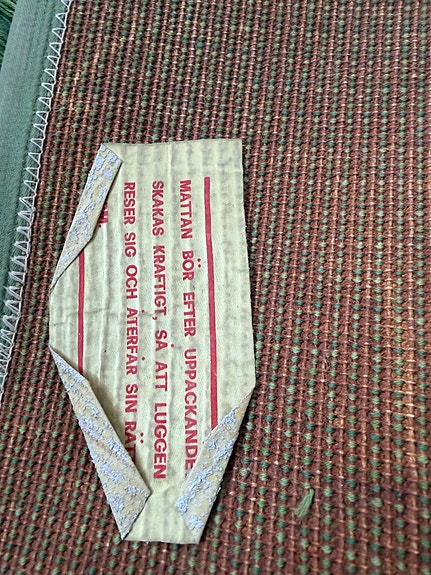 MATTAN BÖR EFTER UPPACKANDE
SKAKAS KRAFTIGT, SÅ ATT LUGGEN
RESER SIG OCH ÅTERFÅR SIN